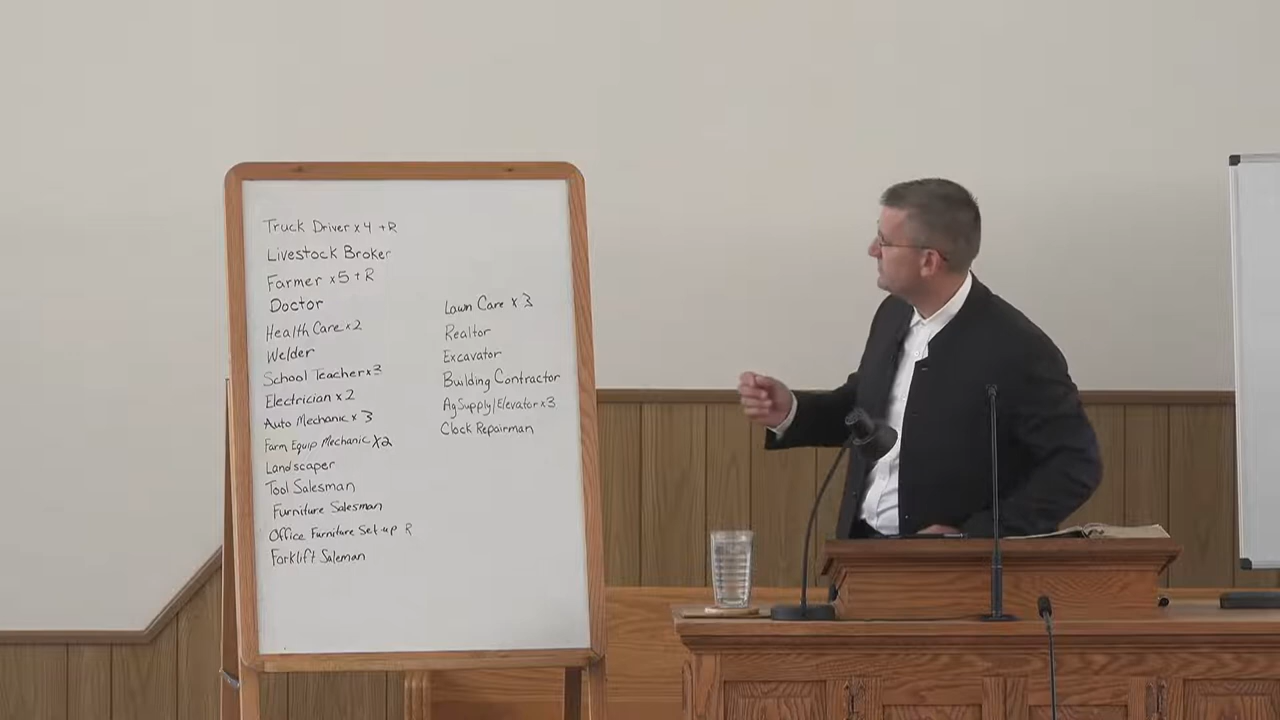 Truck Driver x 4 + R
Livestock Broker
Farmer x5 + R
Doctor
Health Care x 2
Welder
School Teacher x 3
Electrician x 2
Auto Mechanic x 3
Farm Equip Mechanic x2
Landscaper
Tool Salesman
Furniture Salesman
Office Furniture Set-up R
Forklift Saleman
Lawn Care x 3
Realtor
Excavator
Building Contractor
Ag Supply/Elevator x3
Clock Repairman